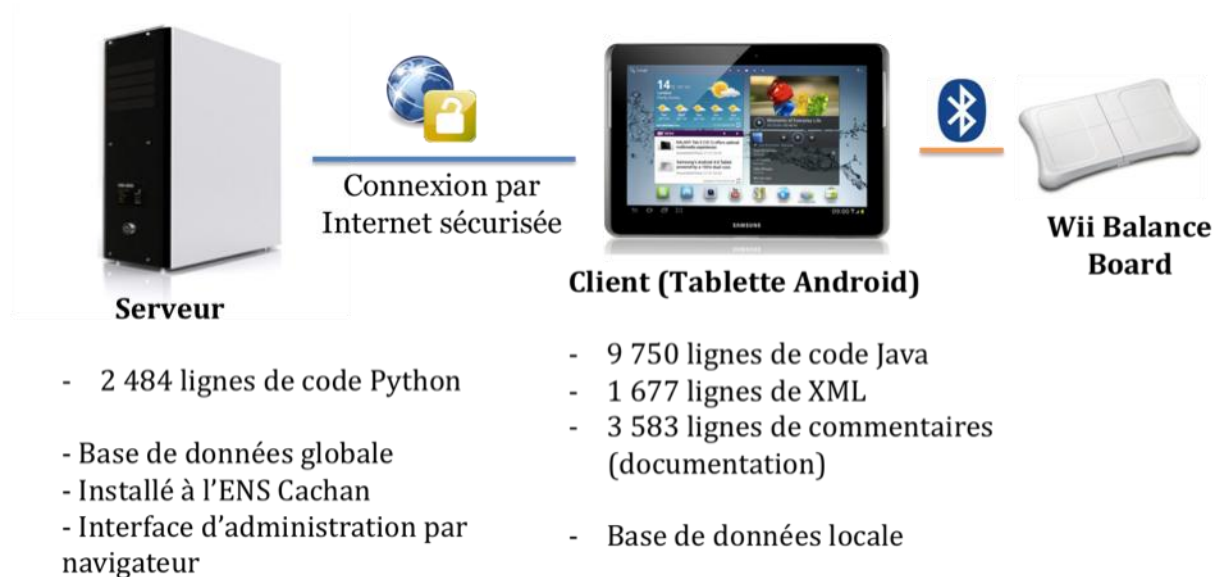 14°
SAMSUNG
Connexion par
Internet sécurisée
Wii Balance
Board
Client (Tablette Android)
Serveur
- 2 484 lignes de code Python
- Base de données globale
- Installé à l'ENS Cachan
- Interface d'administration par
navigateur
- 9 750 lignes de code Java
- 1 677 lignes de XML
- 3 583 lignes de commentaires
(documentation)
- Base de données locale